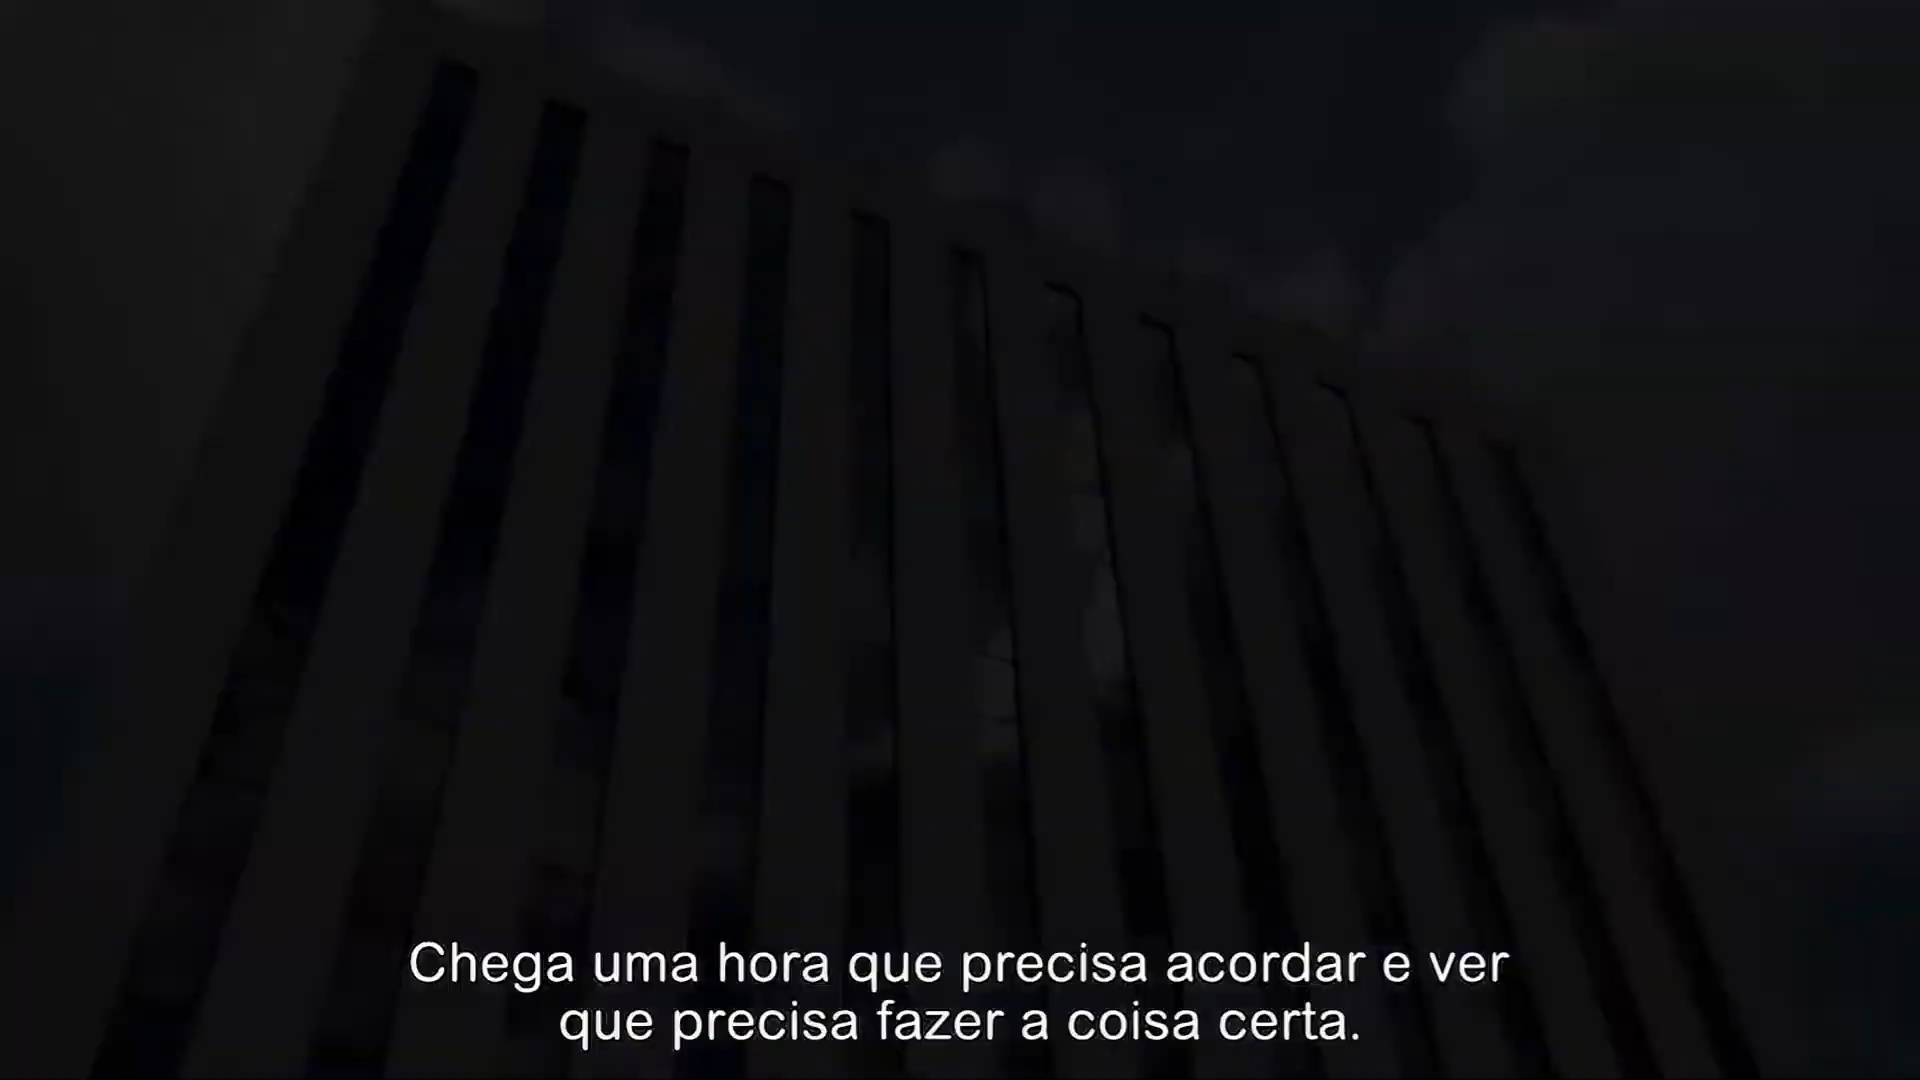 Chega uma hora que precisa acordar e ver
que precisa fazer a coisa certa.